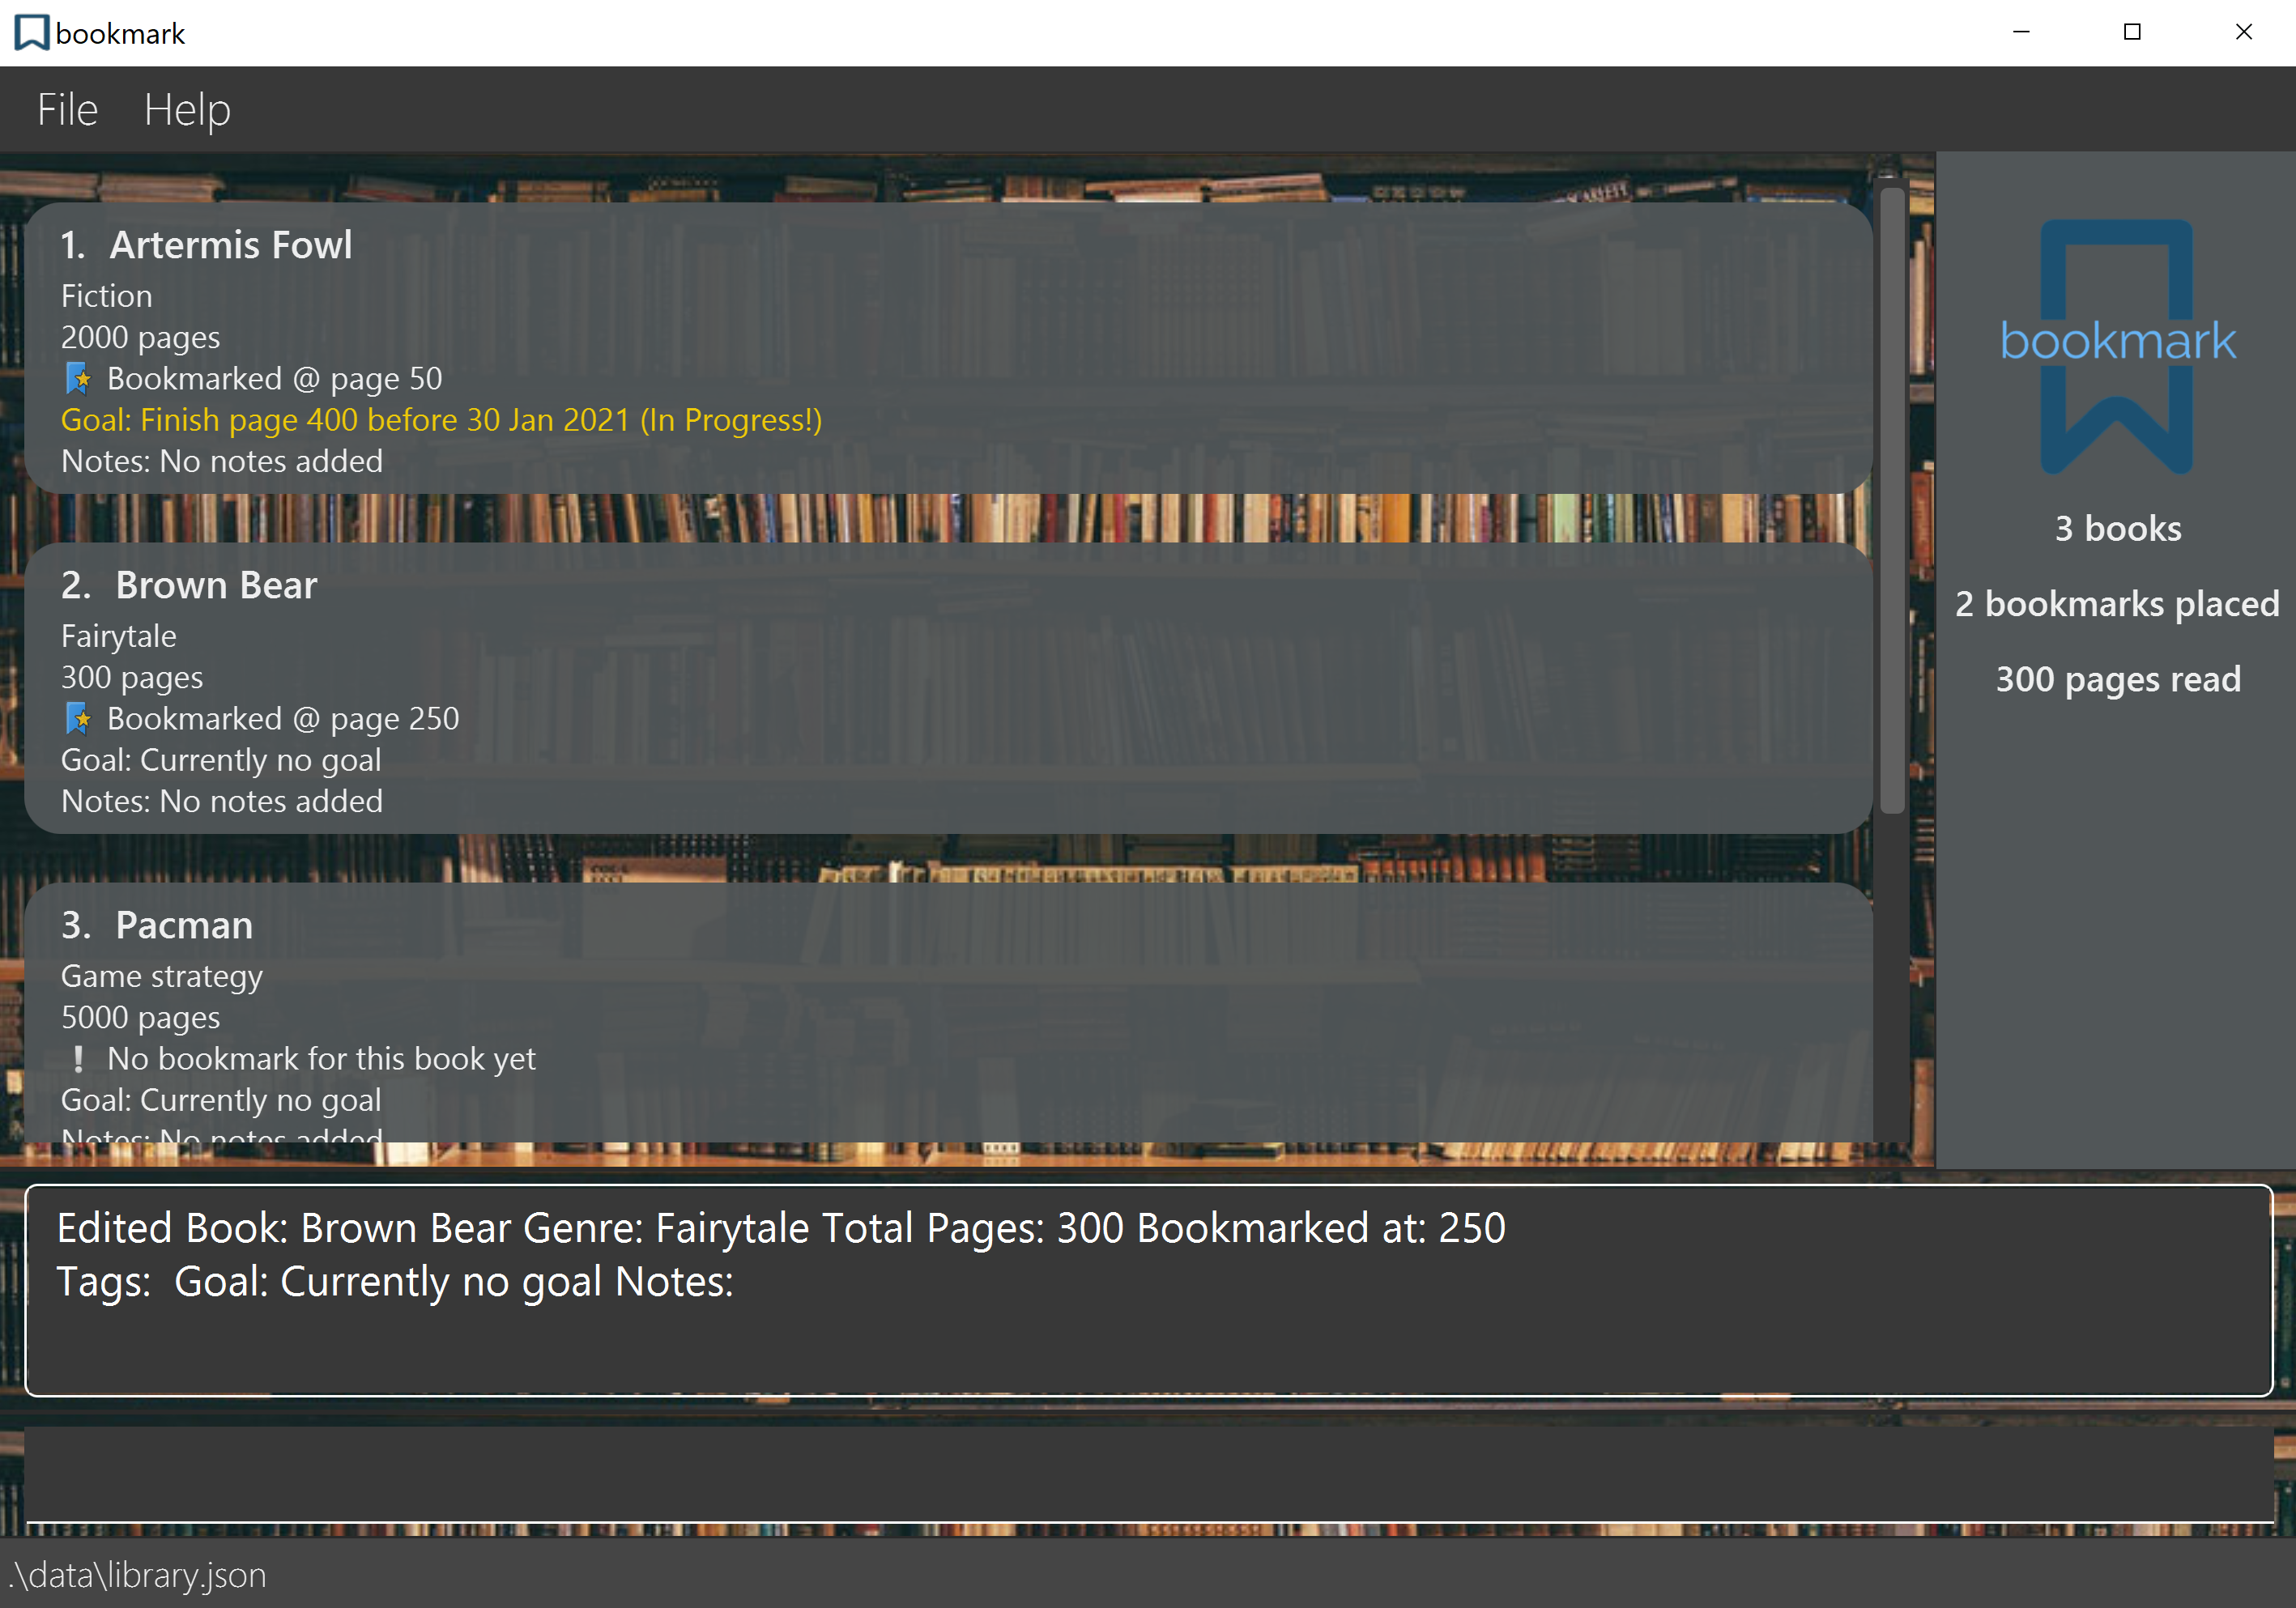 bookmark
File Help
1. Artermis Fowl
Fiction
2000 pages
Bookmarked @ page 50
Goal: Finish page 400 before 30 Jan 2021 (In Progress!)
Notes: No notes added
2. Brown Bear
Fairytale
300 pages
Bookmarked @ page 250
Goal: Currently no goal
Notes: No notes added
3. Pacman
Game strategy
5000 pages
No bookmark for this book yet
Goal: Currently no goal
Notes: No notes added
bookmark
3 books
2 bookmarks placed
300 pages read
Edited Book: Brown Bear Genre: Fairytale Total Pages: 300 Bookmarked at: 250
Tags:  Goal: Currently no goal Notes:
.\data\library.json